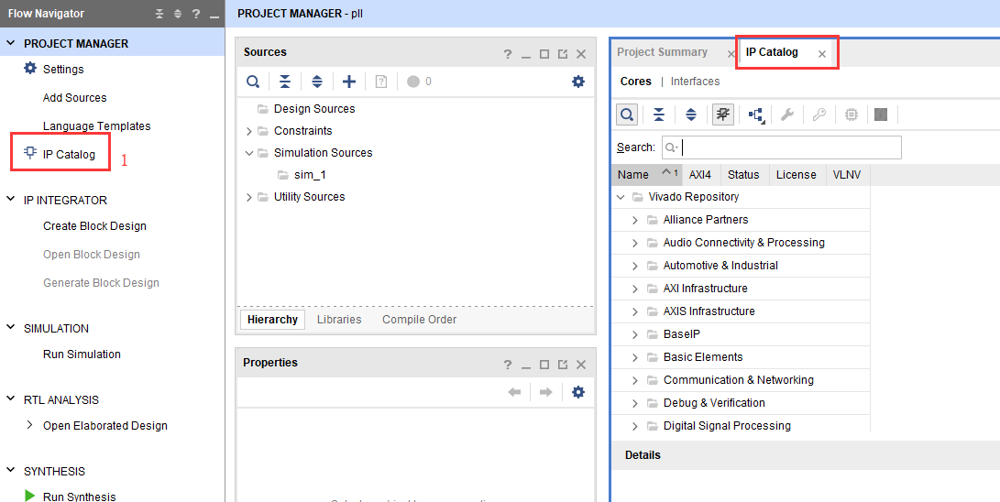 Flow Navigator
?
PROJECT MANAGER
Settings
Add Sources
Language Templates
IP Catalog
1
IP INTEGRATOR
Create Block Design
Open Block Design
Generate Block Design
SIMULATION
Run Simulation
RTL ANALYSIS
Open Elaborated Design
SYNTHESIS
Run Synthesis
PROJECT MANAGER - pll
Sources
?
0
Design Sources
Constraints
Simulation Sources
sim_1
Utility Sources
Hierarchy Libraries Compile Order
Properties
?
Project Summary IP Catalog
Cores | Interfaces
Search:
Name 1 AXI4 Status License VLNV
Vivado Repository
Alliance Partners
Audio Connectivity & Processing
Automotive & Industrial
AXI Infrastructure
AXIS Infrastructure
BaseIP
Basic Elements
Communication & Networking
Debug & Verification
Digital Signal Processing
Details